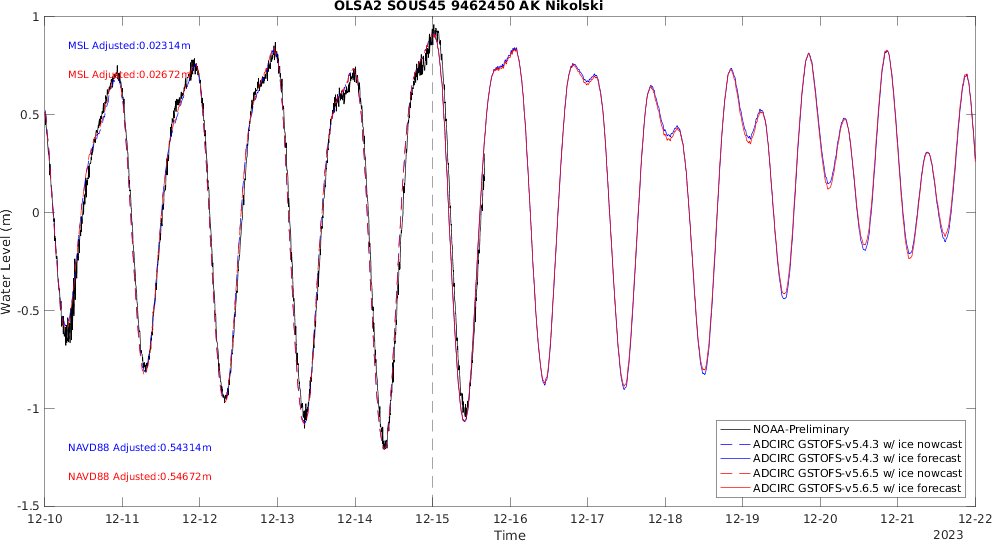 OLSA2 SOUS45 9462450 AK Nikolski
MSL Adjusted:0.02314m
MSL Adjusted:0.02672m
NAVD88 Adjusted:0.54314m
NAVD88 Adjusted:0.54672m
Water Level (m)
1
0.5
0
-0.5
-1
-1.5
NOAA-Preliminary
ADCIRC GSTOFS-v5.4.3 w/ ice nowcast
ADCIRC GSTOFS-v5.4.3 w/ ice forecast
ADCIRC GSTOFS-v5.6.5 w/ ice nowcast
ADCIRC GSTOFS-v5.6.5 w/ ice forecast
12-10 12-11 12-12 12-13 12-14 12-15 12-16 12-17 12-18 12-19 12-20 12-21 12-22
Time
2023